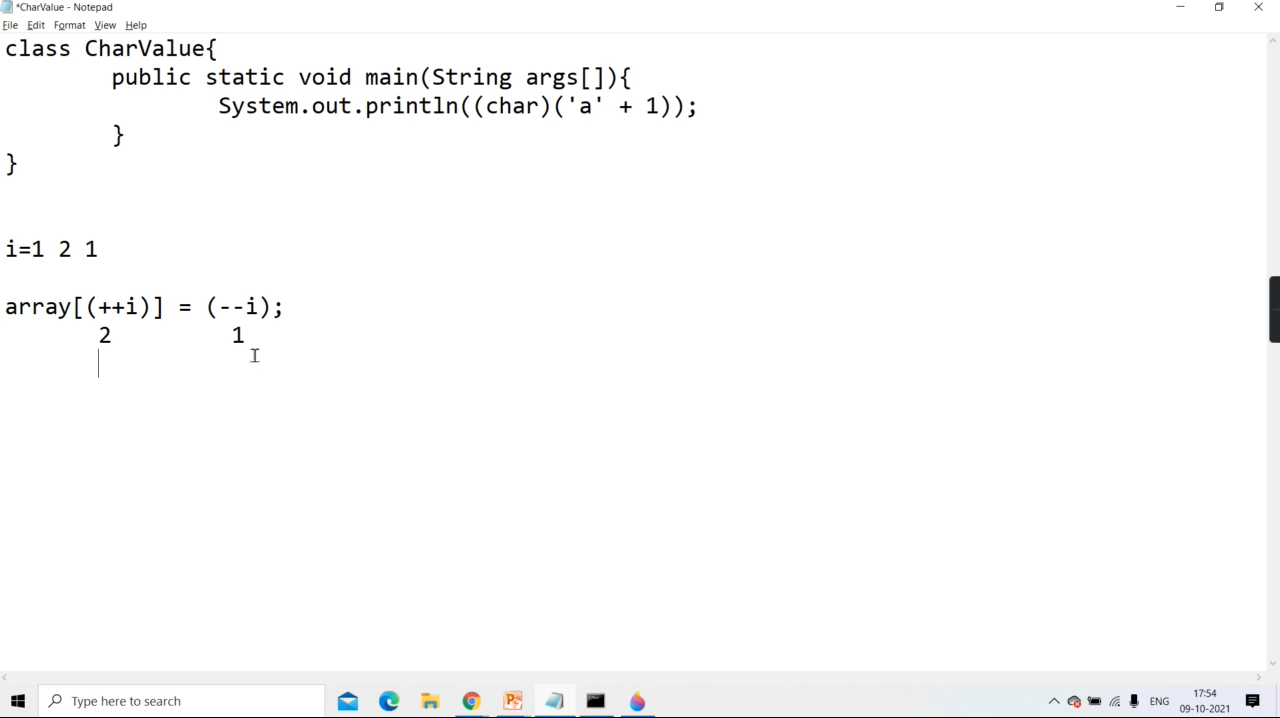 *CharValue - Notepad
File Edit Format View Help
class CharValue{
public static void main(String args[]){
System.out.println((char)('a' + 1));
}
}
i=1 2 1
array[(++i)] = (--i);
2 1
Type here to search
ENG
17:54
09-10-2021